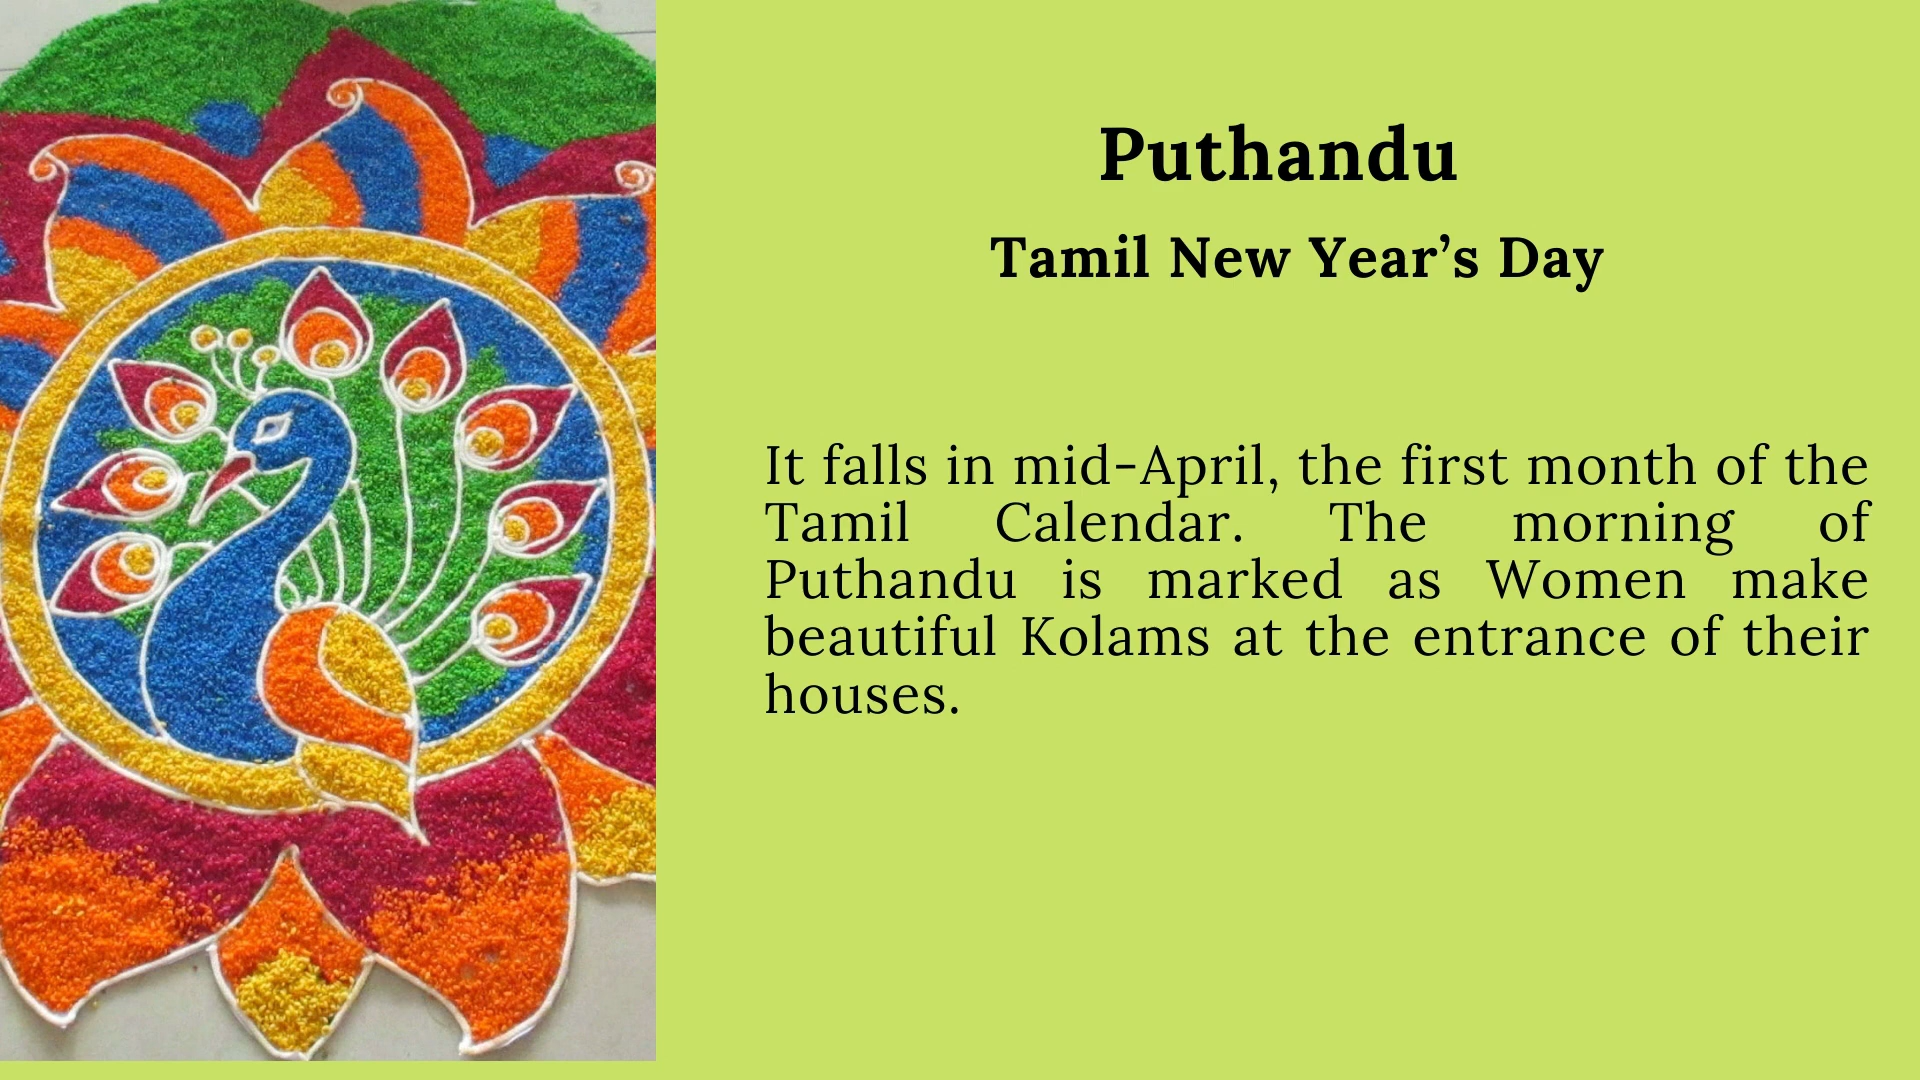 Puthandu
Tamil New Year’s Day
It falls in mid-April, the first month of the
Tamil Calendar. The morning of
Puthandu is marked as Women make
beautiful Kolams at the entrance of their
houses.